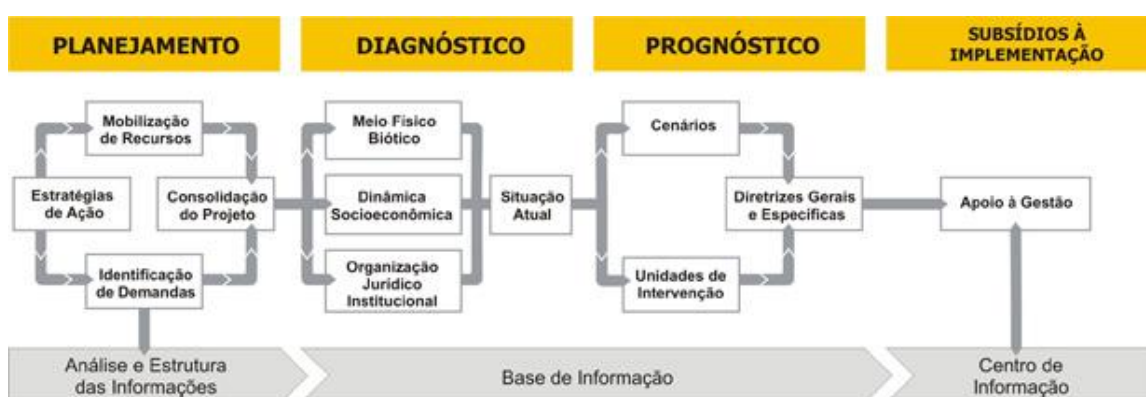 PLANEJAMENTO
DIAGNÓSTICO
PROGNÓSTICO
SUBSÍDIOS À
IMPLEMENTAÇÃO
Mobilização
de Recursos
Estratégias
de Ação
Consolidação
do Projeto
Identificação
de Demandas
Meio Físico
Biótico
Dinâmica
Socioeconômica
Organização
Jurídico
Institucional
Situação
Atual
Cenários
Unidades de
Intervenção
Diretrizes Gerais
e Específicas
Apoio à Gestão
Análise e Estrutura
das Informações
Base de Informação
Centro de
Informação